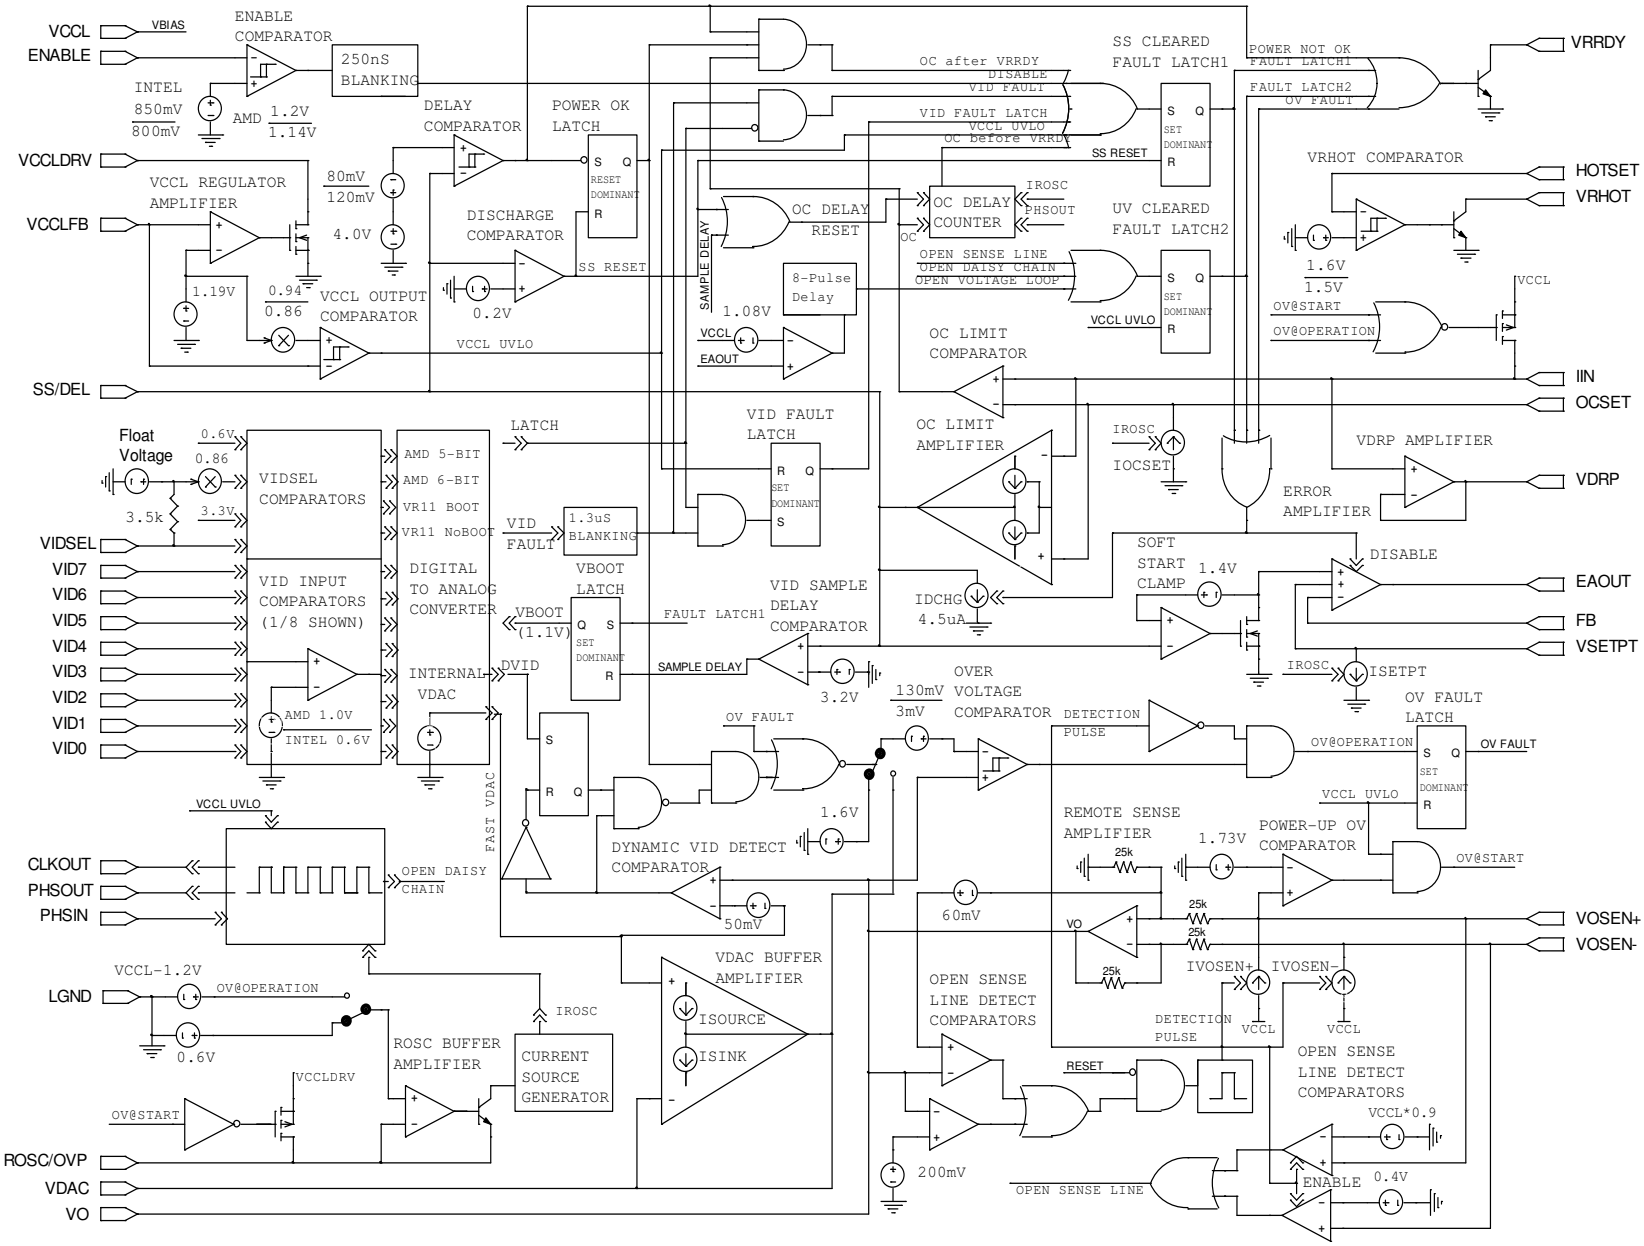 VCCL
VBIAS
ENABLE
ENABLE
COMPARATOR
250nS
BLANKING
INTEL
850mV
800mV
AMD
1.2V
1.14V
DELAY
COMPARATOR
POWER OK
LATCH
S
Q
RESET
DOMINANT
R
VCCLDRV
VCCL REGULATOR
AMPLIFIER
VCCLFB
80mV
120mV
4.0V
DISCHARGE
COMPARATOR
SS RESET
0.2V
1.19V
0.94
0.86
VCCL OUTPUT
COMPARATOR
VCCL UVLO
SS/DEL
OC after VRRDY
DISABLE
VID FAULT
VID FAULT LATCH
VCCL UVLO
OC before VRRDY
SS RESET
SS CLEARED
FAULT LATCH1
S
Q
SET
DOMINANT
R
POWER NOT OK
FAULT LATCH1
FAULT LATCH2
OV FAULT
VRRDY
VRHOT COMPARATOR
HOTSET
VRHOT
1.6V
1.5V
SAMPLE DELAY
OC DELAY
RESET
OC DELAY
COUNTER
IROSC
PHSOUT
OC
UV CLEARED
FAULT LATCH2
S
Q
SET
DOMINANT
R
OPEN SENSE LINE
OPEN DAISY CHAIN
OPEN VOLTAGE LOOP
VCCL UVLO
8-Pulse
Delay
1.08V
VCCL
EAOUT
OC LIMIT
COMPARATOR
OV@START
OV@OPERATION
VCCL
IIN
OCSET
Float
Voltage
0.6V
0.86
3.5k
3.3V
VIDSEL
VIDSEL
COMPARATORS
AMD 5-BIT
AMD 6-BIT
VR11 BOOT
VR11 NoBOOT
LATCH
VID
FAULT
1.3uS
BLANKING
VID FAULT
LATCH
R
Q
SET
DOMINANT
S
OC LIMIT
AMPLIFIER
IROSC
IOCSET
VDRP AMPLIFIER
VDRP
ERROR
AMPLIFIER
VID7
VID6
VID5
VID4
VID3
VID2
VID1
VID0
VID INPUT
COMPARATORS
(1/8 SHOWN)
AMD 1.0V
INTEL 0.6V
DIGITAL
TO ANALOG
CONVERTER
INTERNAL
VDAC
VBOOT
(1.1V)
VBOOT
LATCH
Q
S
SET
DOMINANT
R
FAULT LATCH1
SAMPLE DELAY
VID SAMPLE
DELAY
COMPARATOR
3.2V
IDCHG
4.5uA
SOFT
START
CLAMP
1.4V
DISABLE
EAOUT
FB
VSETPT
IROSC
ISETPT
DVID
S
R
Q
FAST VDAC
OV FAULT
1.6V
130mV
3mV
OVER
VOLTAGE
COMPARATOR
DETECTION
PULSE
OV@OPERATION
OV FAULT
LATCH
S
Q
SET
DOMINANT
R
OV FAULT
VCCL UVLO
VCCL UVLO
CLKOUT
PHSOUT
PHSIN
OPEN DAISY
CHAIN
DYNAMIC VID DETECT
COMPARATOR
50mV
REMOTE SENSE
AMPLIFIER
25k
60mV
VO
25k
25k
25k
1.73V
POWER-UP OV
COMPARATOR
OV@START
VOSEN+
VOSEN-
IVOSEN+
IVOSEN-
VCCL
VCCL
VCCL-1.2V
LGND
OV@OPERATION
0.6V
ROSC BUFFER
AMPLIFIER
IROSC
CURRENT
SOURCE
GENERATOR
VDAC BUFFER
AMPLIFIER
ISOURCE
ISINK
OPEN SENSE
LINE DETECT
COMPARATORS
DETECTION
PULSE
RESET
OPEN SENSE
LINE DETECT
COMPARATORS
VCCL*0.9
VCCLDRV
OV@START
ROSC/OVP
VDAC
VO
200mV
OPEN SENSE LINE
ENABLE
0.4V